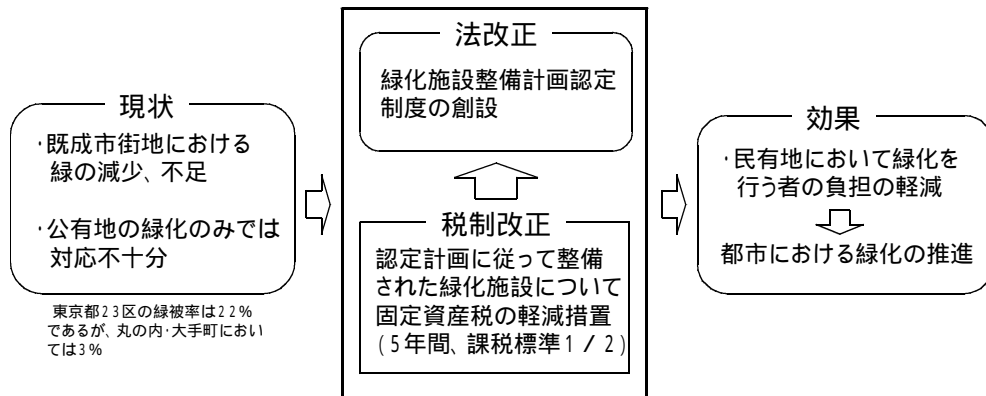 現状
・既成市街地における
緑の減少、不足
・公有地の緑化のみでは
対応不十分
東京都23区の緑被率は22%
であるが、丸の内・大手町におい
ては3%
法改正
緑化施設整備計画認定
制度の創設
税制改正
認定計画に従って整備
された緑化施設について
固定資産税の軽減措置
(5年間、課税標準1/2)
効果
・民有地において緑化を
行う者の負担の軽減
都市における緑化の推進